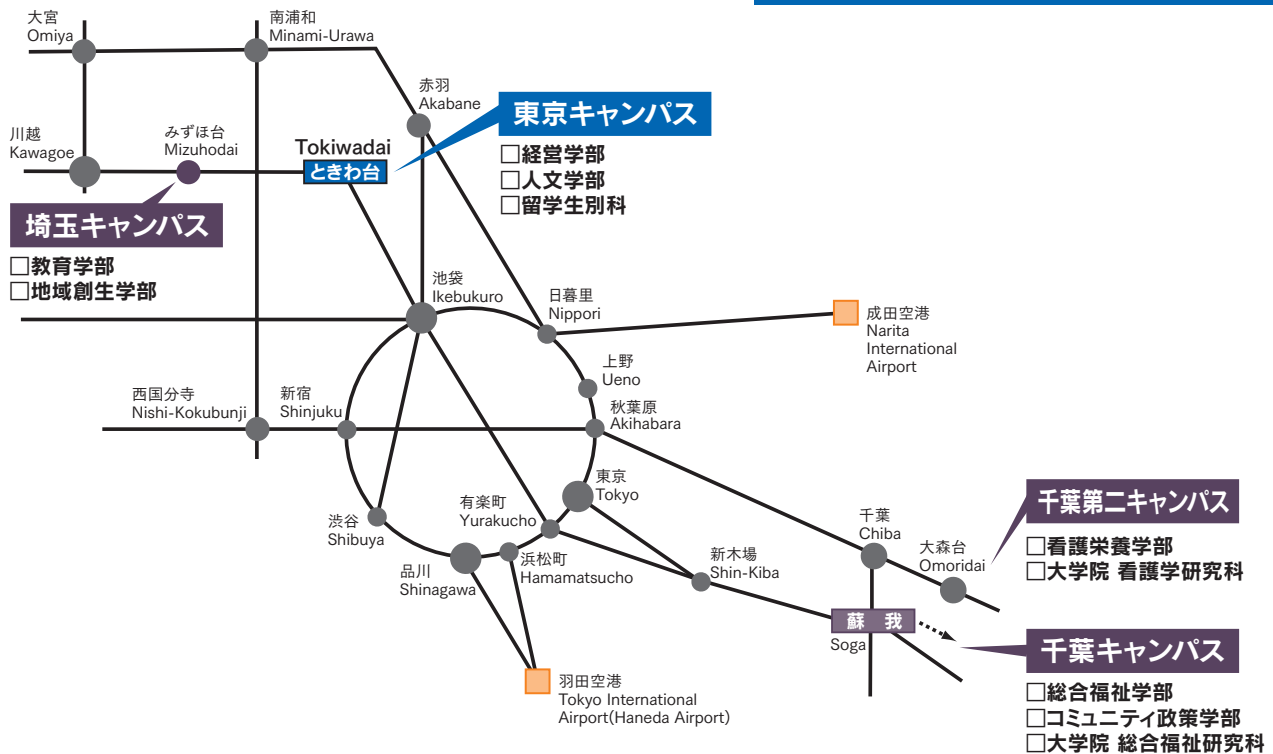 大宮
Omiya
南浦和
Minami-Urawa
赤羽
Akabane
東京キャンパス
□経営学部
□人文学部
□留学生別科
川越
Kawagoe
みずほ台
Mizuhodai
Tokiwadai
ときわ台
埼玉キャンパス
□教育学部
□地域創生学部
池袋
Ikebukuro
日暮里
Nippori
成田空港
Narita
International
Airport
上野
Ueno
西国分寺
Nishi-Kokubunji
新宿
Shinjuku
秋葉原
Akihabara
東京
Tokyo
有楽町
Yurakucho
渋谷
Shibuya
品川
Shinagawa
浜松町
Hamamatsucho
新木場
Shin-Kiba
千葉
Chiba
大森台
Omoridai
千葉第二キャンパス
□看護栄養学部
□大学院 看護学研究科
蘇 我
Soga
千葉キャンパス
□総合福祉学部
□コミュニティ政策学部
□大学院 総合福祉研究科
羽田空港
Tokyo International
Airport(Haneda Airport)